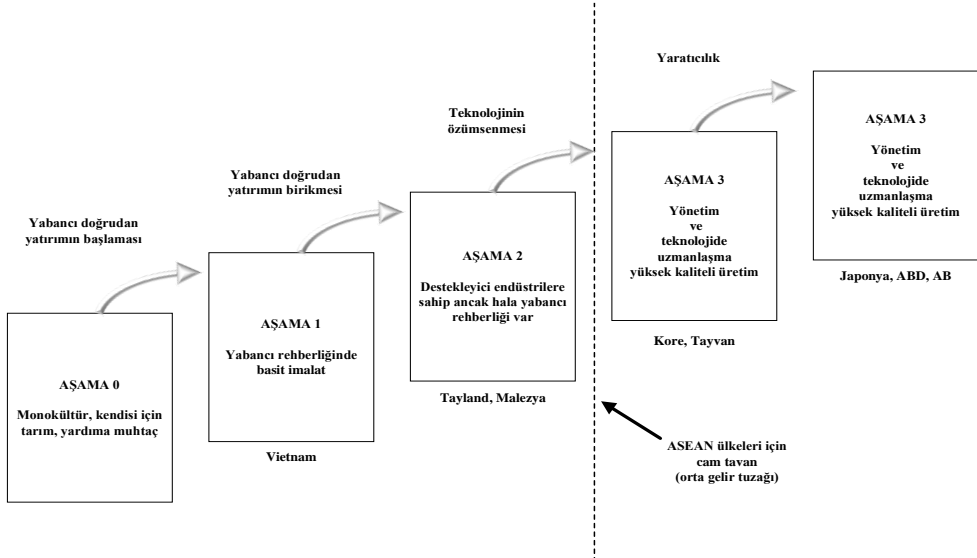 Yabancı doğrudan
yatırımın başlaması
AŞAMA 0
Monokültür, kendisi için
tarım, yardıma muhtaç
Yabancı doğrudan
yatırımın birikmesi
AŞAMA 1
Yabancı rehberliğinde
basit imalat
Vietnam
Teknolojinin
özümsenmesi
AŞAMA 2
Destekleyici endüstrilere
sahip ancak hala yabancı
rehberliği var
Tayland, Malezya
Yaratıcılık
AŞAMA 3
Yönetim
ve
teknolojide
uzmanlaşma
yüksek kaliteli üretim
Kore, Tayvan
AŞAMA 3
Yönetim
ve
teknolojide
uzmanlaşma
yüksek kaliteli üretim
Japonya, ABD, AB
ASEAN ülkeleri için
cam tavan
(orta gelir tuzağı)